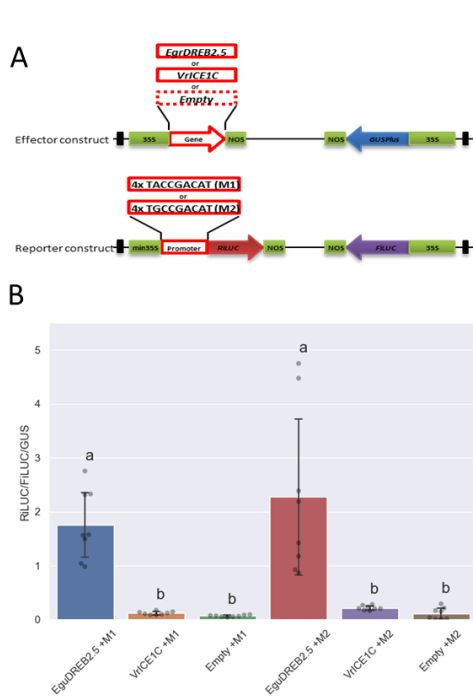 A
EgrDREB2.5
or
VrICE1C
or
Empty
Effector construct
35S
Gene
NOS
NOS
GUSPlus
35S
4x TACCGACAT (M1)
or
4x TGCCGACAT (M2)
Reporter construct
min35S
Promoter
RiLUC
NOS
NOS
FiLUC
35S
B
RiLUC/FiLUC/GUS
5
4
3
2
1
0
a
b
b
a
b
b
EguDREB2.5 +M1
VrICE1C +M1
Empty +M1
EguDREB2.5 +M2
VrICE1C +M2
Empty +M2